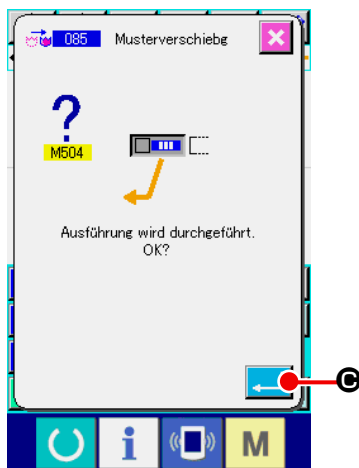 085 Musterverschiebg
?
M504
Ausführung wird durchgeführt.
OK?
C
i
M